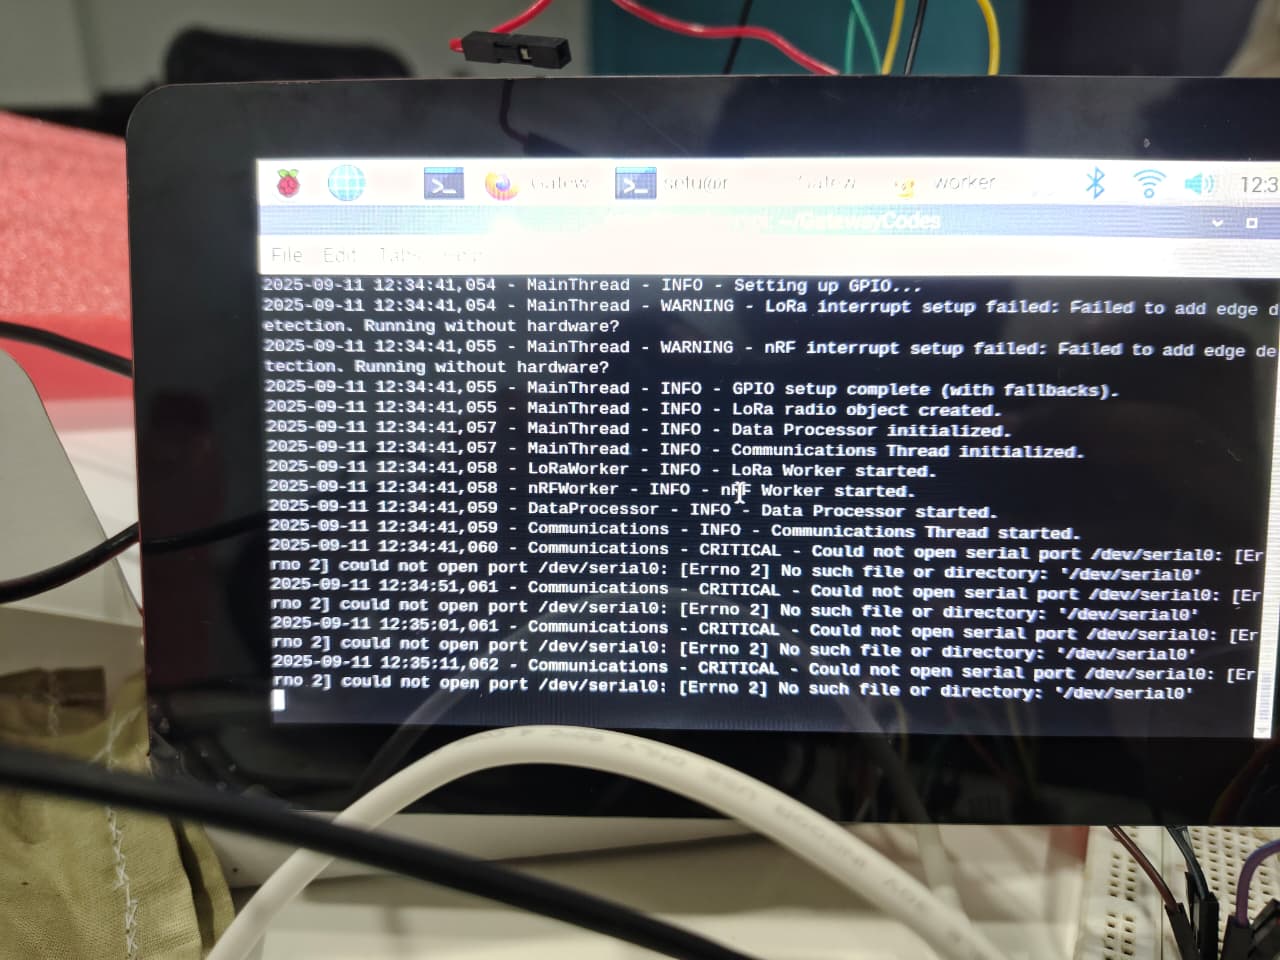 worker
12:3
~/GatewayCodes
File Edit Tabs Help
2025-09-11 12:34:41,054 - MainThread - INFO - Setting up GPIO...
2025-09-11 12:34:41,054 - MainThread - WARNING - LoRa interrupt setup failed: Failed to add edge d
etection. Running without hardware?
2025-09-11 12:34:41,055 - MainThread - WARNING - nRF interrupt setup failed: Failed to add edge de
tection. Running without hardware?
2025-09-11 12:34:41,055 - MainThread - INFO - GPIO setup complete (with fallbacks).
2025-09-11 12:34:41,055 - MainThread - INFO - LoRa radio object created.
2025-09-11 12:34:41,057 - MainThread - INFO - Data Processor initialized.
2025-09-11 12:34:41,057 - MainThread - INFO - Communications Thread initialized.
2025-09-11 12:34:41,058 - LoRaWorker - INFO - LoRa Worker started.
2025-09-11 12:34:41,058 - nRFWorker - INFO - nRF Worker started.
2025-09-11 12:34:41,059 - DataProcessor - INFO - Data Processor started.
2025-09-11 12:34:41,059 - Communications - INFO - Communications Thread started.
2025-09-11 12:34:41,060 - Communications - CRITICAL - Could not open serial port /dev/serial0: [Er
rno 2] could not open port /dev/serial0: [Errno 2] No such file or directory: '/dev/serial0'
2025-09-11 12:34:51,061 - Communications - CRITICAL - Could not open serial port /dev/serial0: [Er
rno 2] could not open port /dev/serial0: [Errno 2] No such file or directory: '/dev/serial0'
2025-09-11 12:35:01,061 - Communications - CRITICAL - Could not open serial port /dev/serial0: [Er
rno 2] could not open port /dev/serial0: [Errno 2] No such file or directory: '/dev/serial0'
2025-09-11 12:35:11,062 - Communications - CRITICAL - Could not open serial port /dev/serial0: [Er
rno 2] could not open port /dev/serial0: [Errno 2] No such file or directory: '/dev/serial0'